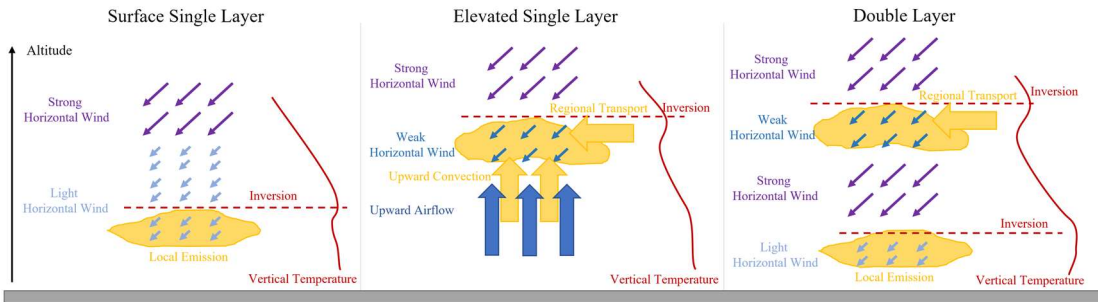 Surface Single Layer
Altitude
Strong
Horizontal Wind
Light
Horizontal Wind
Inversion
Local Emission
Vertical Temperature
Elevated Single Layer
Strong
Horizontal Wind
Regional Transport
Inversion
Weak
Horizontal Wind
Upward Convection
Upward Airflow
Vertical Temperature
Double Layer
Strong
Horizontal Wind
Regional Transport
Inversion
Weak
Horizontal Wind
Strong
Horizontal Wind
Inversion
Light
Horizontal Wind
Local Emission
Vertical Temperature